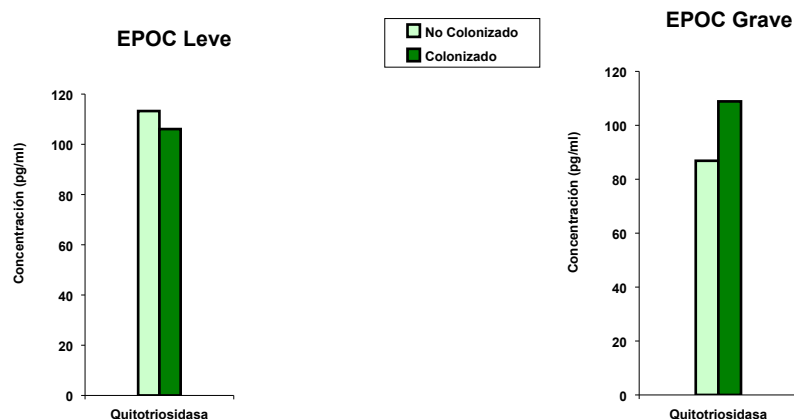 EPOC Leve
No Colonizado
Colonizado
EPOC Grave
Concentración (pg/ml)
120
100
80
60
40
20
0
Quitotriosidasa
Concentración (pg/ml)
120
100
80
60
40
20
0
Quitotriosidasa